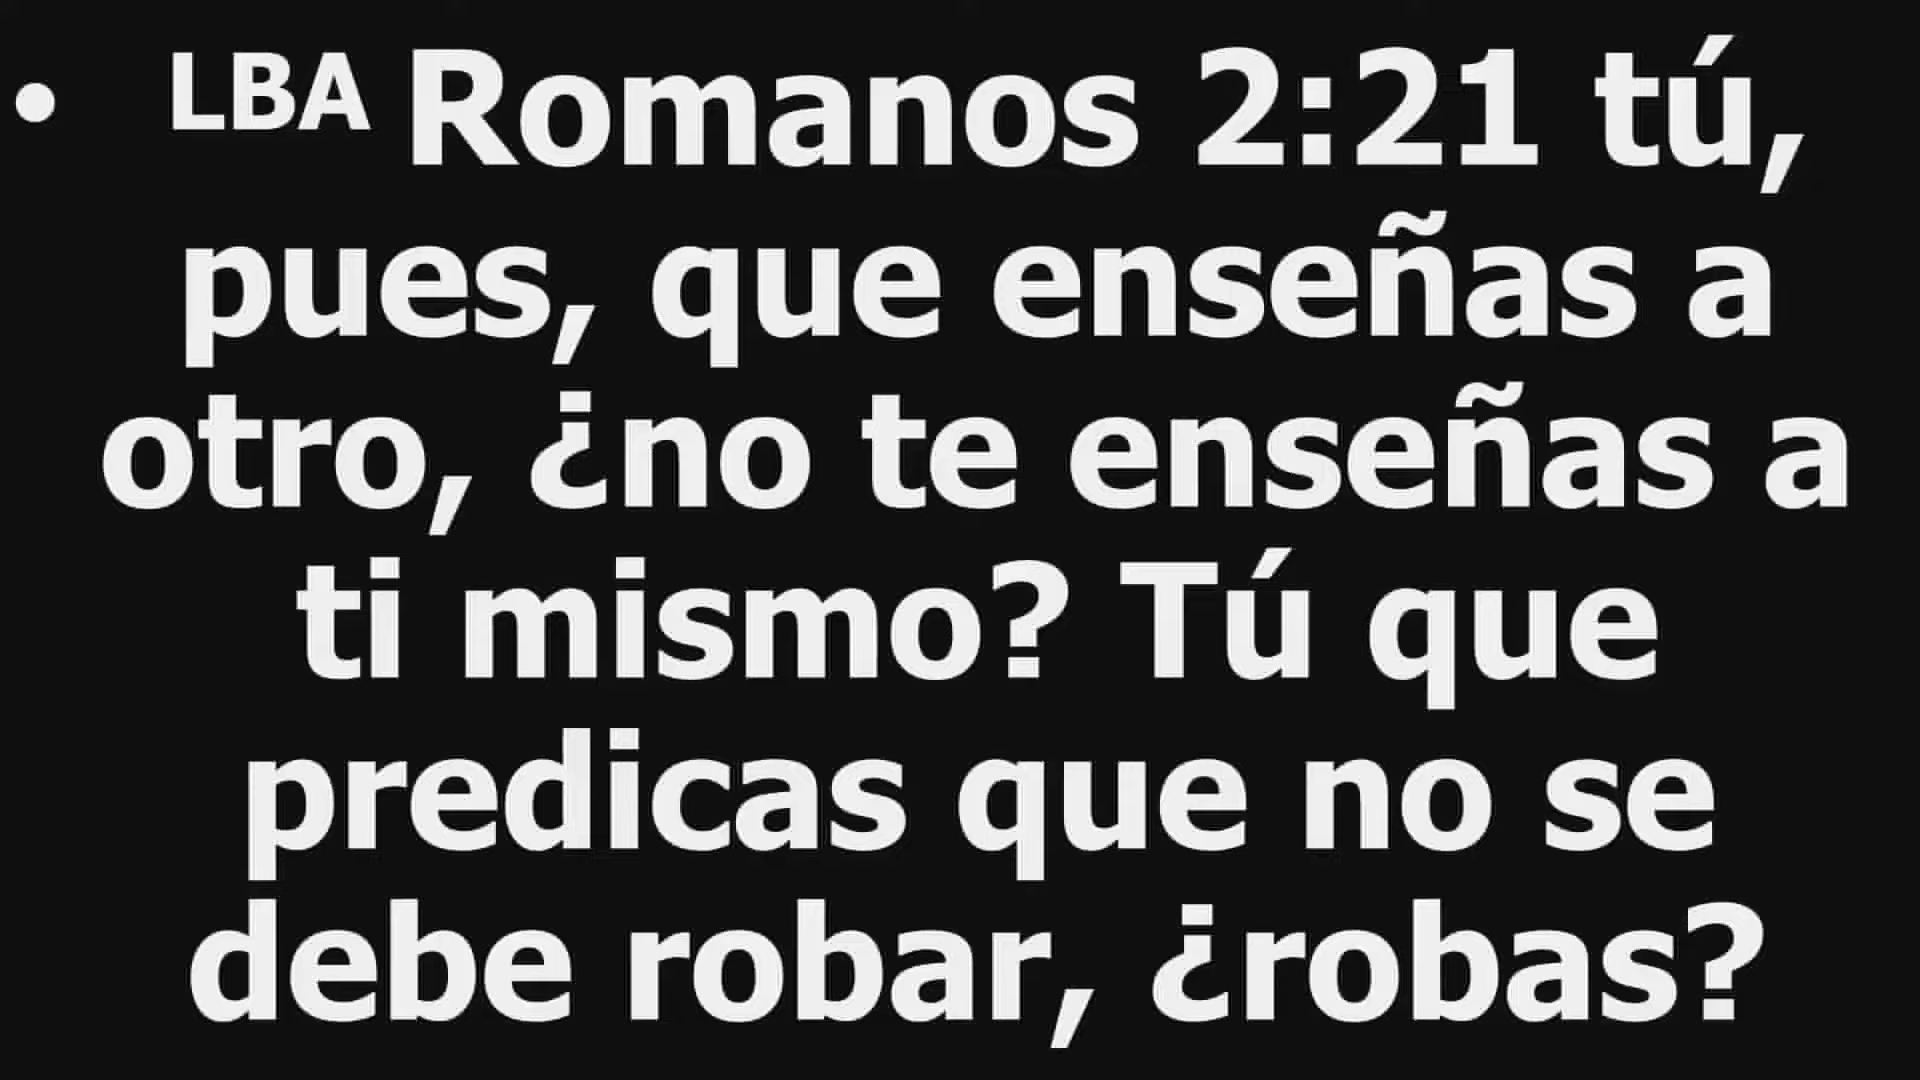 • LBA Romanos 2:21 tú,
pues, que enseñas a
otro, ¿no te enseñas a
ti mismo? Tú que
predicas que no se
debe robar, ¿robas?